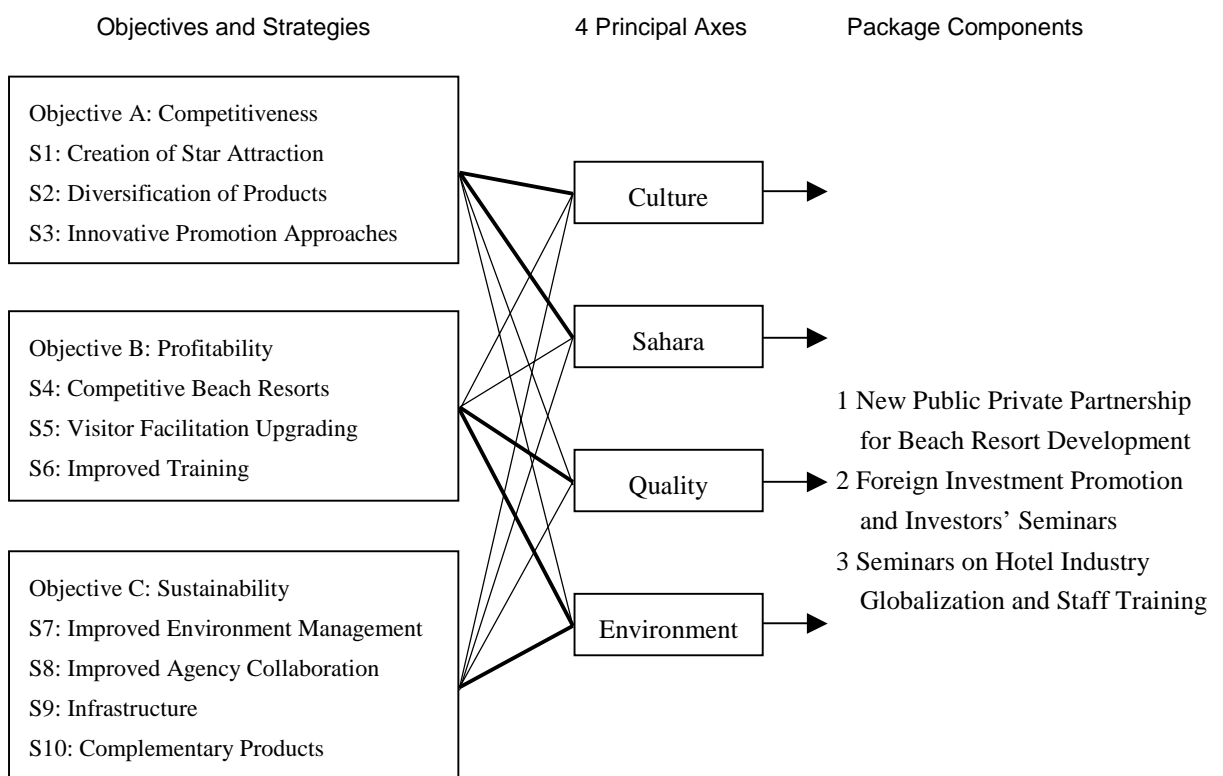 Objectives and Strategies
4 Principal Axes
Package Components
Objective A: Competitiveness
S1: Creation of Star Attraction
S2: Diversification of Products
S3: Innovative Promotion Approaches
Objective B: Profitability
S4: Competitive Beach Resorts
S5: Visitor Facilitation Upgrading
S6: Improved Training
Objective C: Sustainability
S7: Improved Environment Management
S8: Improved Agency Collaboration
S9: Infrastructure
S10: Complementary Products
Culture
Sahara
Quality
Environment
1 New Public Private Partnership
for Beach Resort Development
2 Foreign Investment Promotion
and Investors’ Seminars
3 Seminars on Hotel Industry
Globalization and Staff Training